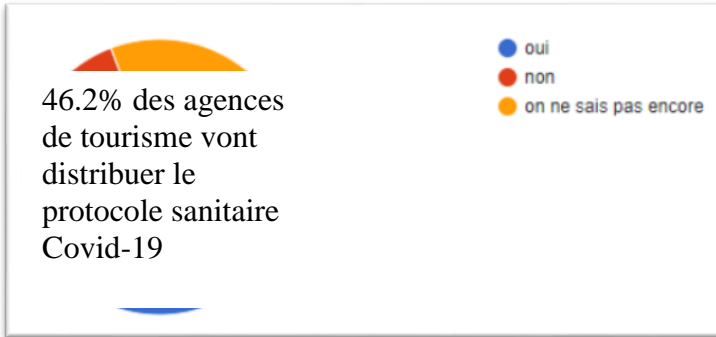 46.2% des agences
de tourisme vont
distribuer le
protocole sanitaire
Covid-19
oui
non
on ne sais pas encore